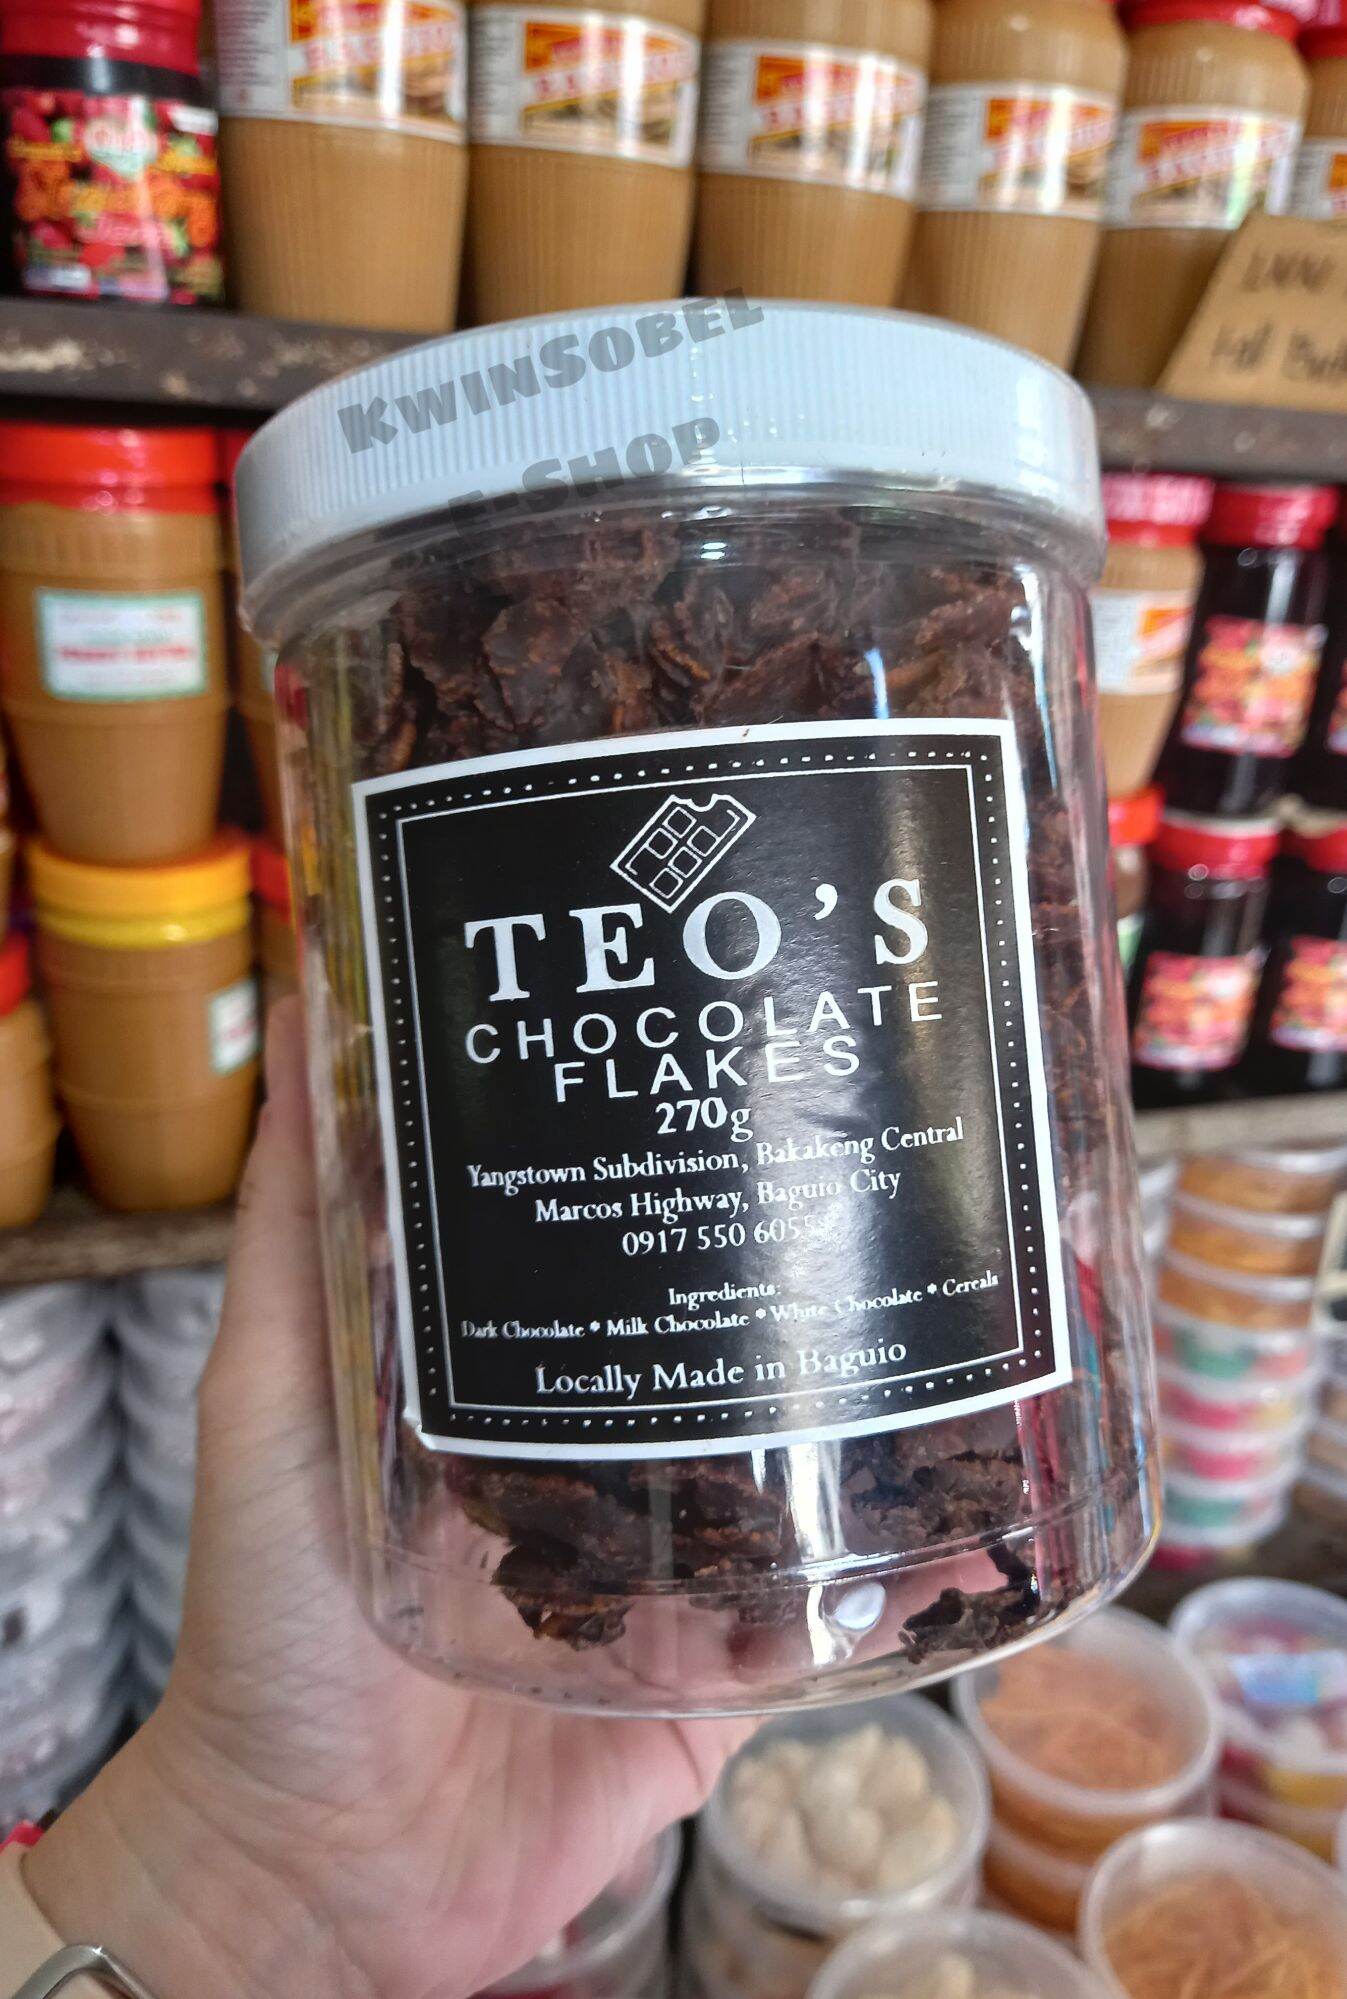 KWINSOBEL
E-SHOP
TEO'S
CHOCOLATE
FLAKES
270g
Yangstown Subdivision, Bakakeng Central
Marcos Highway, Baguio City
0917 550 6055
Ingredients:
Dark Chocolate * Milk Chocolate * White Chocolate * Cereals
Locally Made in Baguio